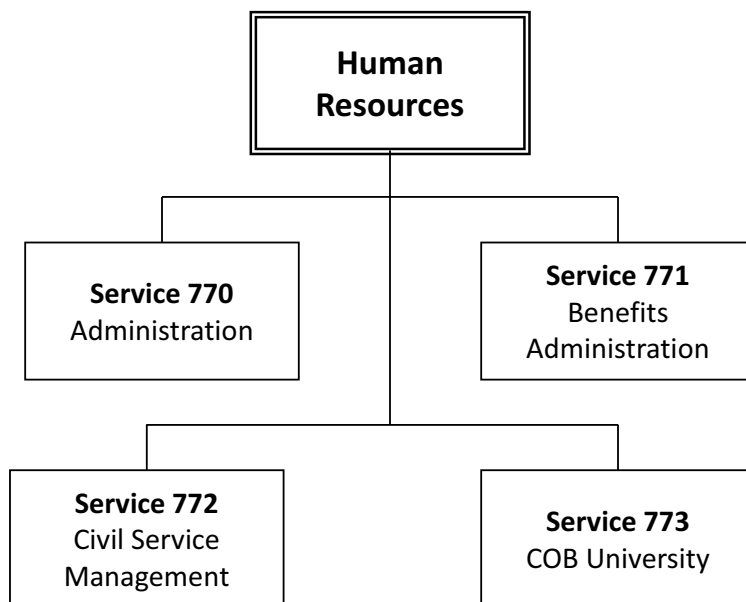 Human
Resources
Service 770
Administration
Service 771
Benefits
Administration
Service 772
Civil Service
Management
Service 773
COB University